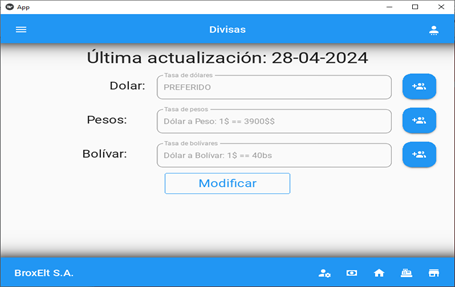 App
Divisas
Última actualización: 28-04-2024
Dolar:
Tasa de dólares
PREFERIDO
Pesos:
Tasa de pesos
Dólar a Peso: 1$ == 3900$$
Bolívar:
Tasa de bolivares
Dólar a Bolívar: 1$ == 40bs
Modificar
BroxElt S.A.